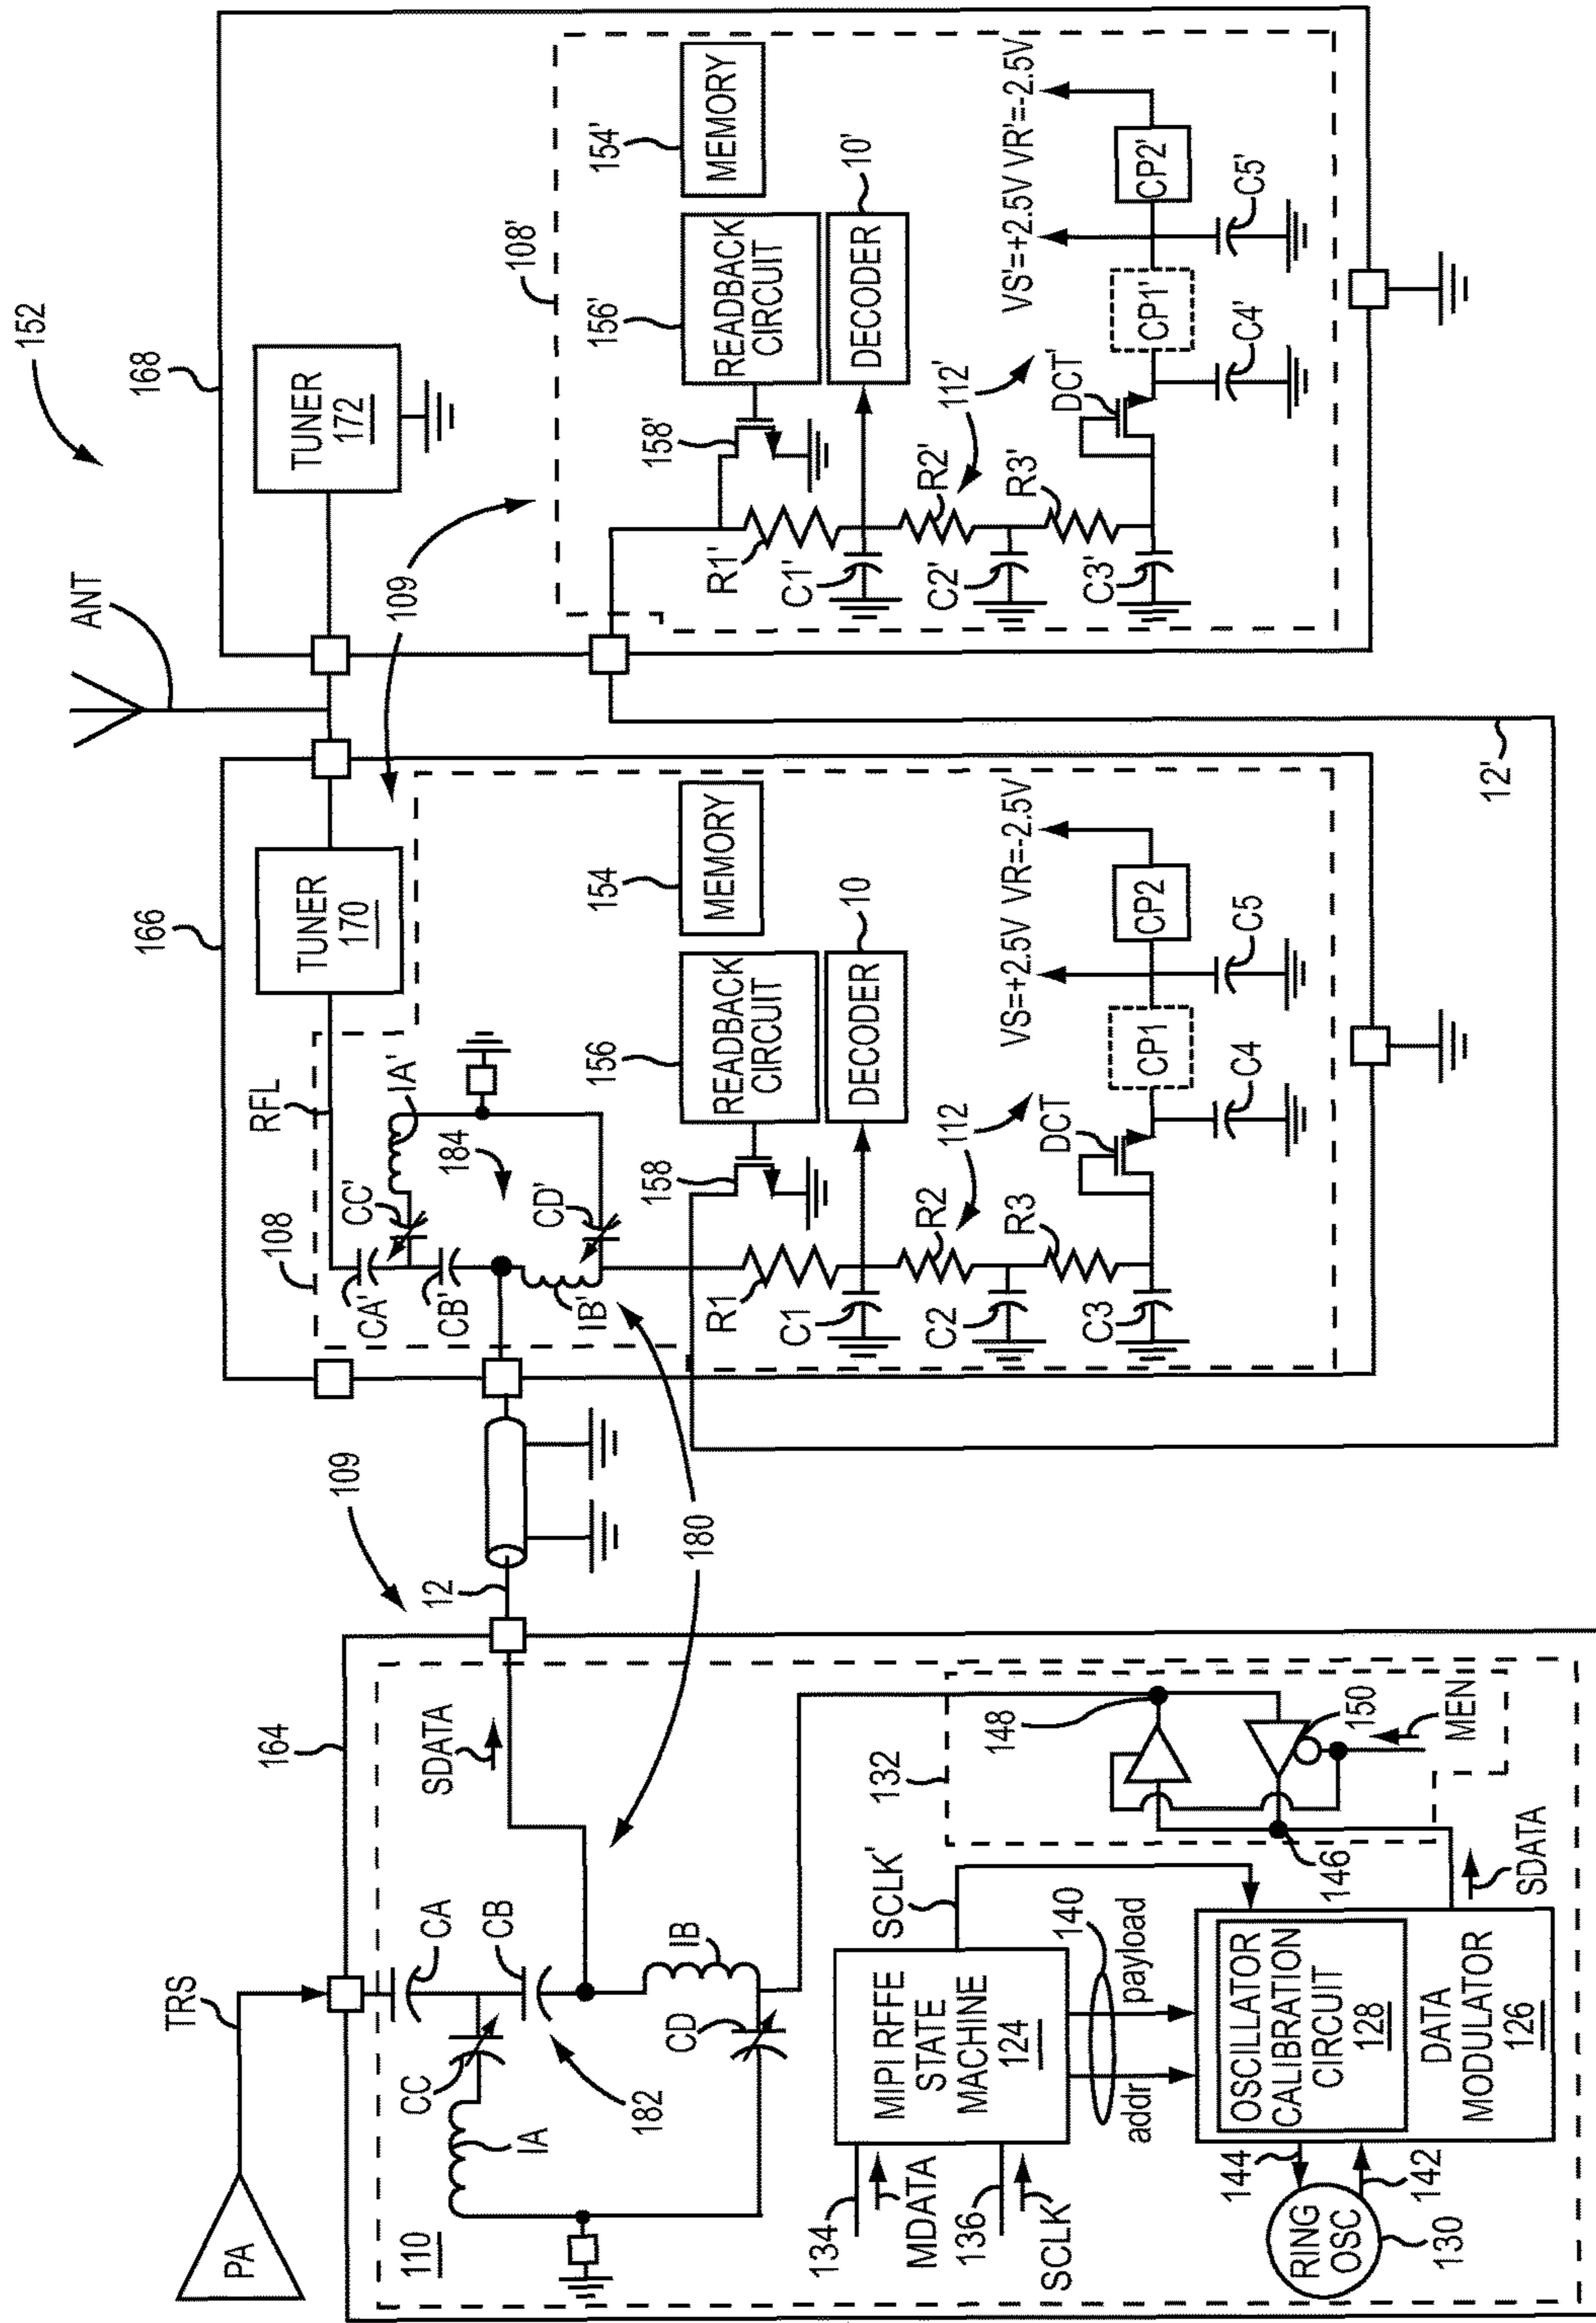 152
ANT
168
TUNER
172
109
108'
154'
MEMORY
156'
READBACK
CIRCUIT
10'
DECODER
158'
R1'
C1'
R2'
112'
C2'
R3'
C3'
DCT'
VS'=+2.5V VR'=-2.5V
CP1'
CP2'
C4'
C5'
12'
166
TUNER
170
RFL
108
CA'
CC'
IA'
184
CB'
IB'
CD'
154
MEMORY
156
READBACK
CIRCUIT
10
DECODER
158
R1
C1
R2
112
C2
R3
C3
DCT
VS=+2.5V VR=-2.5V
CP1
CP2
C4
C5
109
12
180
164
SDATA
TRS
PA
110
CA
CB
CC
IA
182
IB
CD
132
148
150
MEN
146
SDATA
134
MDATA
136
SCLK
MIPI RFFE
STATE
MACHINE
124
SCLK'
140
addr
payload
OSCILLATOR
CALIBRATION
CIRCUIT
128
DATA
MODULATOR
126
144
142
RING
OSC
130